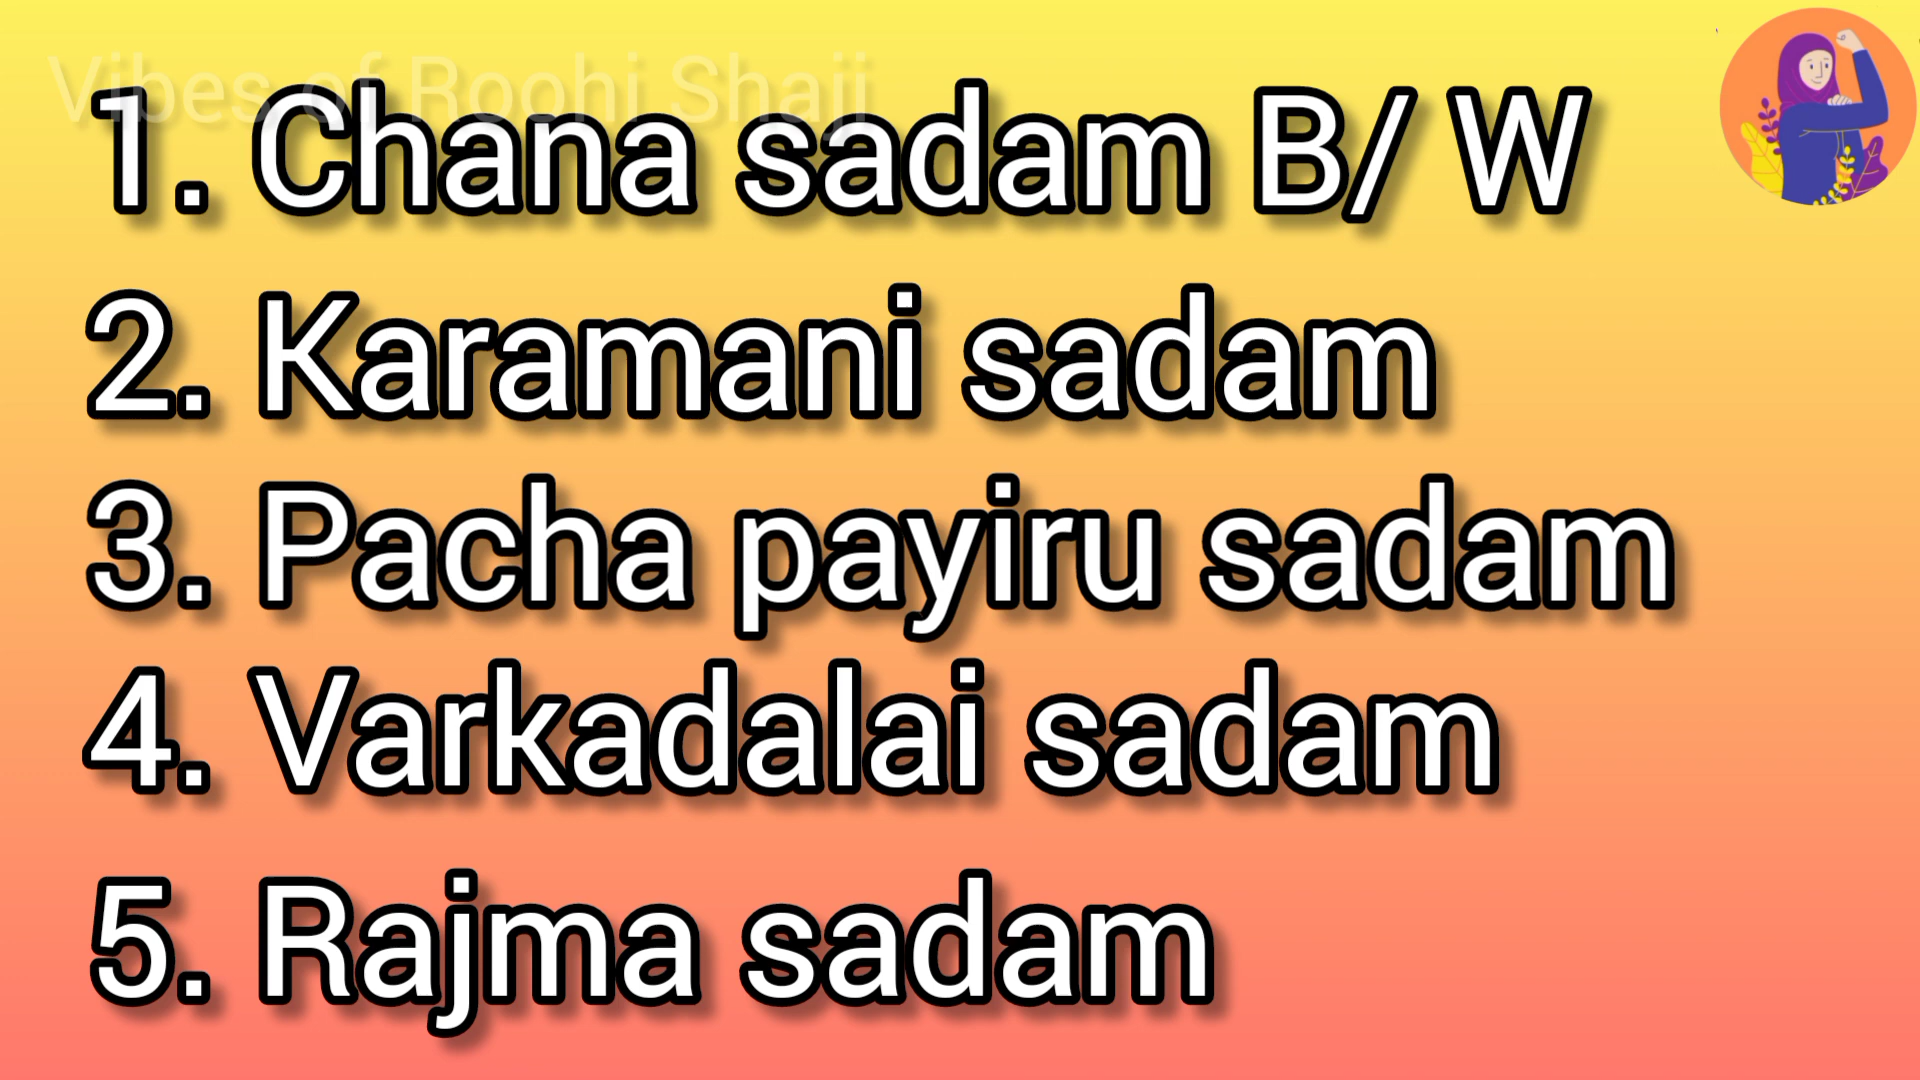 Vibes of Roohi Shaji
1. Chana sadam B/ W
2. Karamani sadam
3. Pacha payiru sadam
4. Varkadalai sadam
5. Rajma sadam